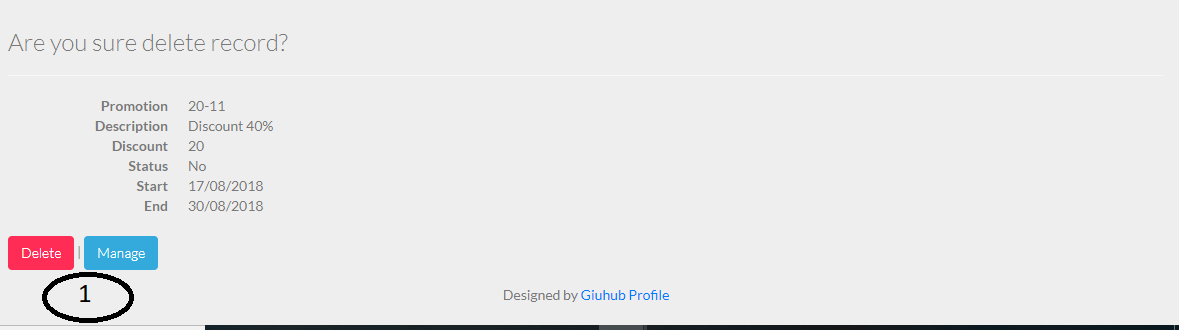 Are you sure delete record?
Promotion 20-11
Description Discount 40%
Discount 20
Status No
Start 17/08/2018
End 30/08/2018
Delete | Manage
1
Designed by Giuhub Profile